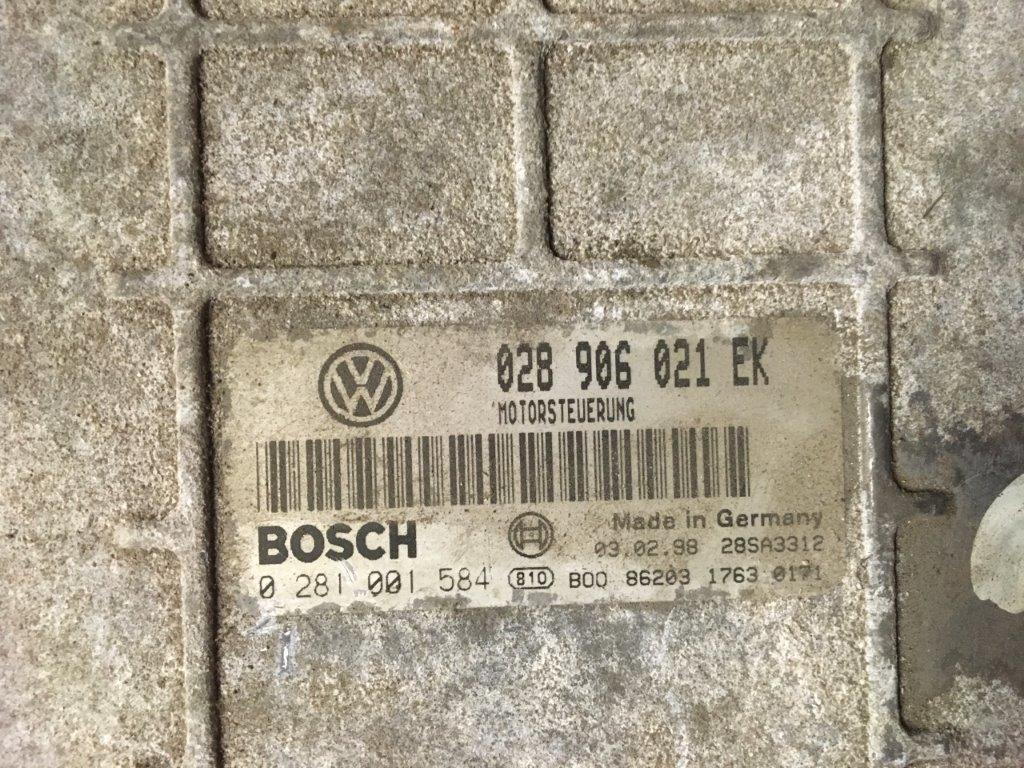 028 906 021 EK
MOTORSTEUERUNG
BOSCH
Made in Germany
03.02.98 28SA3312
0 281 001 584 810 B00 86203 1763 0171